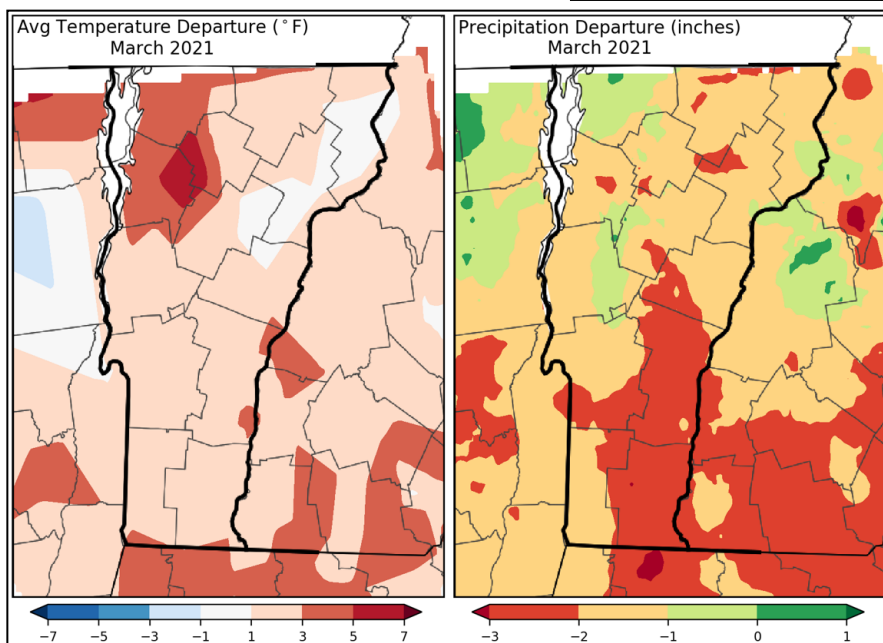 Avg Temperature Departure (°F)
March 2021
Precipitation Departure (inches)
March 2021
−7 −5 −3 −1 1 3 5 7
−3 −2 −1 0 1